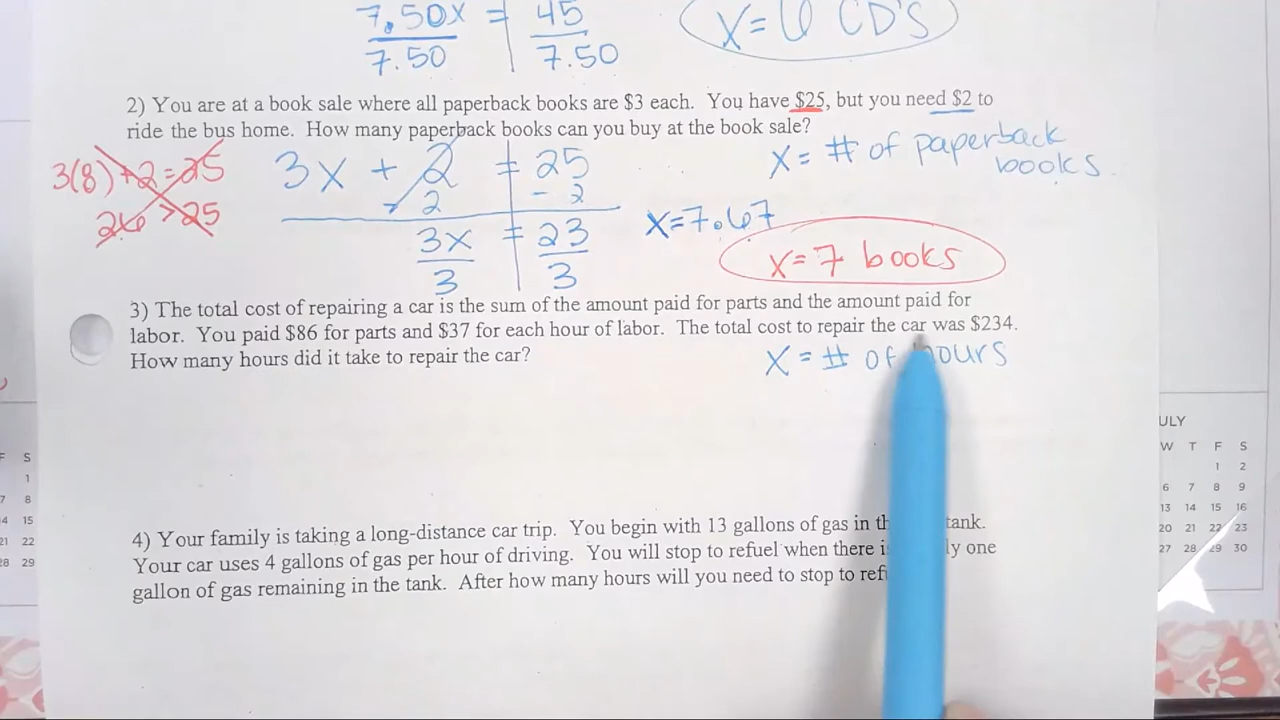 7.50x = 45
7.50 7.50
x=6 CD'S
2) You are at a book sale where all paperback books are $3 each. You have $25, but you need $2 to
ride the bus home. How many paperback books can you buy at the book sale?
x = # of paperback
books.
3(8)+2=25
26>25
3x + 2 = 25
- 2 - 2
3x = 23
3 3
x=7.67
x=7 books
3) The total cost of repairing a car is the sum of the amount paid for parts and the amount paid for
labor. You paid $86 for parts and $37 for each hour of labor. The total cost to repair the car was $234.
How many hours did it take to repair the car?
x = # of hours
4) Your family is taking a long-distance car trip. You begin with 13 gallons of gas in tank.
Your car uses 4 gallons of gas per hour of driving. You will stop to refuel when there one
gallon of gas remaining in the tank. After how many hours will you need to stop to
F S
1
7 8
14 15
21 22
28 29
ULY
W T F S
1 2
6 7 8 9
13 14 15 16
20 21 22 23
27 28 29 30